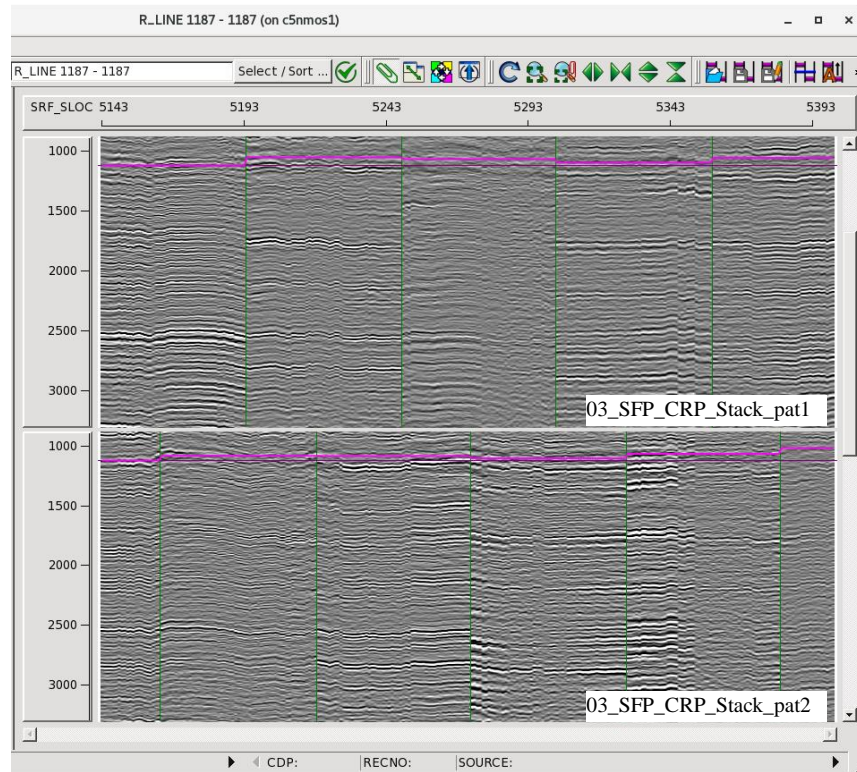 R_LINE 1187 - 1187 (on c5nmos1)
R_LINE 1187 - 1187 Select / Sort ...
SRF_SLOC 5143 5193 5243 5293 5343 5393
1000
1500
2000
2500
3000
03_SFP_CRP_Stack_pat1
1000
1500
2000
2500
3000
03_SFP_CRP_Stack_pat2
CDP: RECNO: SOURCE: